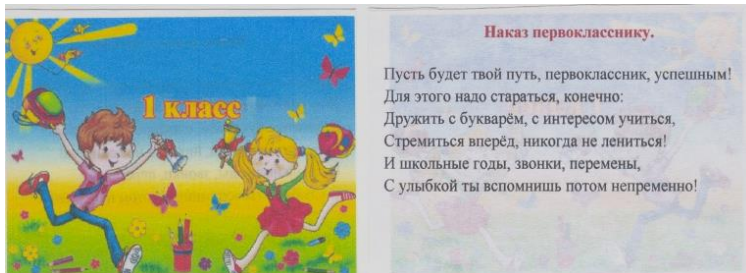 1 класс
Наказ первокласснику.
Пусть будет твой путь, первоклассник, успешным!
Для этого надо стараться, конечно:
Дружить с букварём, с интересом учиться,
Стремиться вперёд, никогда не лениться!
И школьные годы, звонки, перемены,
С улыбкой ты вспомнишь потом непременно!